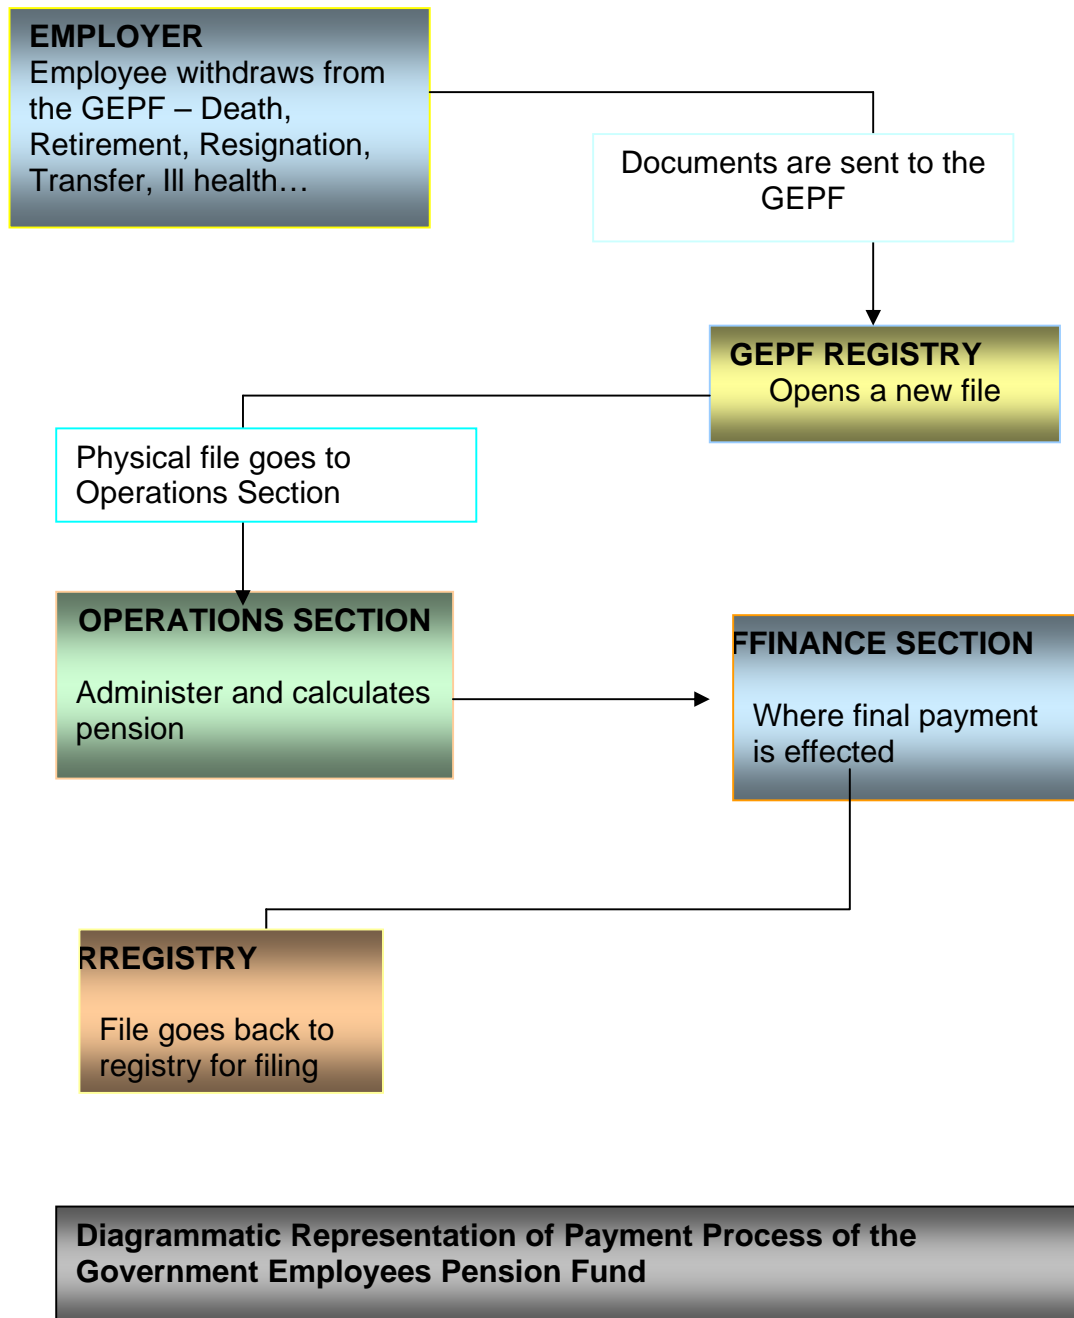 EMPLOYER
Employee withdraws from
the GEPF – Death,
Retirement, Resignation,
Transfer, Ill health…
Documents are sent to the
GEPF
GEPF REGISTRY
Opens a new file
Physical file goes to
Operations Section
OPERATIONS SECTION
Administer and calculates
pension
FFINANCE SECTION
Where final payment
is effected
RREGISTRY
File goes back to
registry for filing
Diagrammatic Representation of Payment Process of the
Government Employees Pension Fund